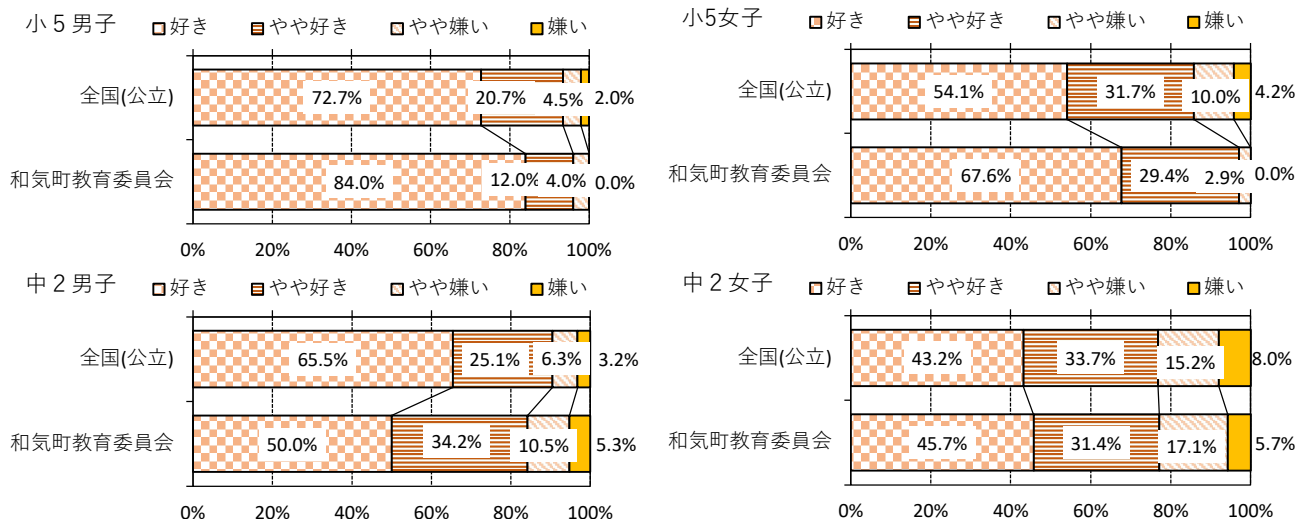 小5男子 好き やや好き やや嫌い 嫌い
全国(公立) 72.7% 20.7% 4.5% 2.0%
和気町教育委員会 84.0% 12.0% 4.0% 0.0%
0% 20% 40% 60% 80% 100%
小5女子 好き やや好き やや嫌い 嫌い
全国(公立) 54.1% 31.7% 10.0% 4.2%
和気町教育委員会 67.6% 29.4% 2.9% 0.0%
0% 20% 40% 60% 80% 100%
中2男子 好き やや好き やや嫌い 嫌い
全国(公立) 65.5% 25.1% 6.3% 3.2%
和気町教育委員会 50.0% 34.2% 10.5% 5.3%
0% 20% 40% 60% 80% 100%
中2女子 好き やや好き やや嫌い 嫌い
全国(公立) 43.2% 33.7% 15.2% 8.0%
和気町教育委員会 45.7% 31.4% 17.1% 5.7%
0% 20% 40% 60% 80% 100%